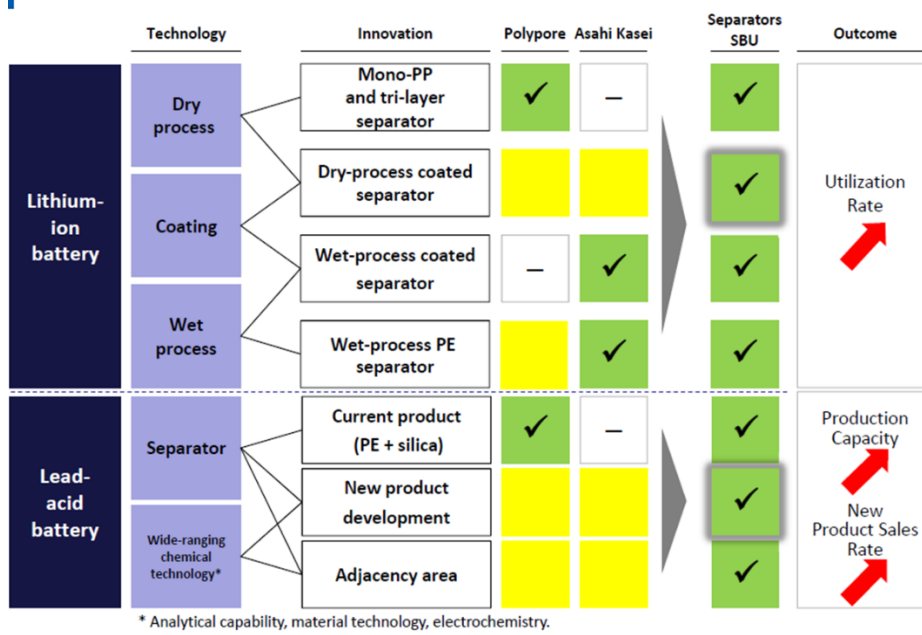 Technology Innovation Polypore Asahi Kasei Separators SBU Outcome
Lithium-
ion
battery
Dry
process
Coating
Wet
process
Mono-PP
and tri-layer
separator
✓ – ✓
Dry-process coated
separator
✓
Wet-process coated
separator
– ✓ ✓
Wet-process PE
separator
✓ ✓
Utilization
Rate
Lead-
acid
battery
Separator
Wide-ranging
chemical
technology*
Current product
(PE + silica)
✓ – ✓
New product
development
✓
Adjacency area
✓
Production
Capacity
New
Product Sales
Rate
* Analytical capability, material technology, electrochemistry.